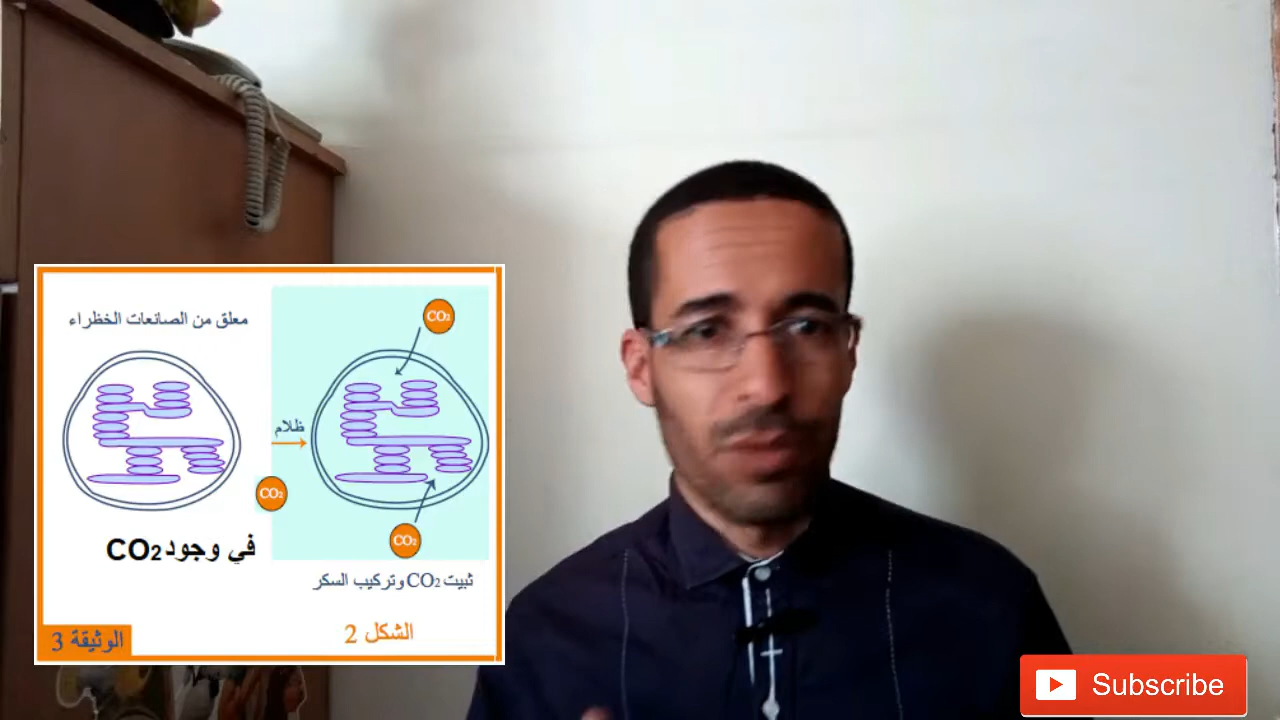 معلق من الصانعات الخظراء
CO₂
ظلام
CO₂
CO₂
في وجود CO₂
ثبيت CO₂ وتركيب السكر
الشكل 2
الوثيقة 3
Subscribe